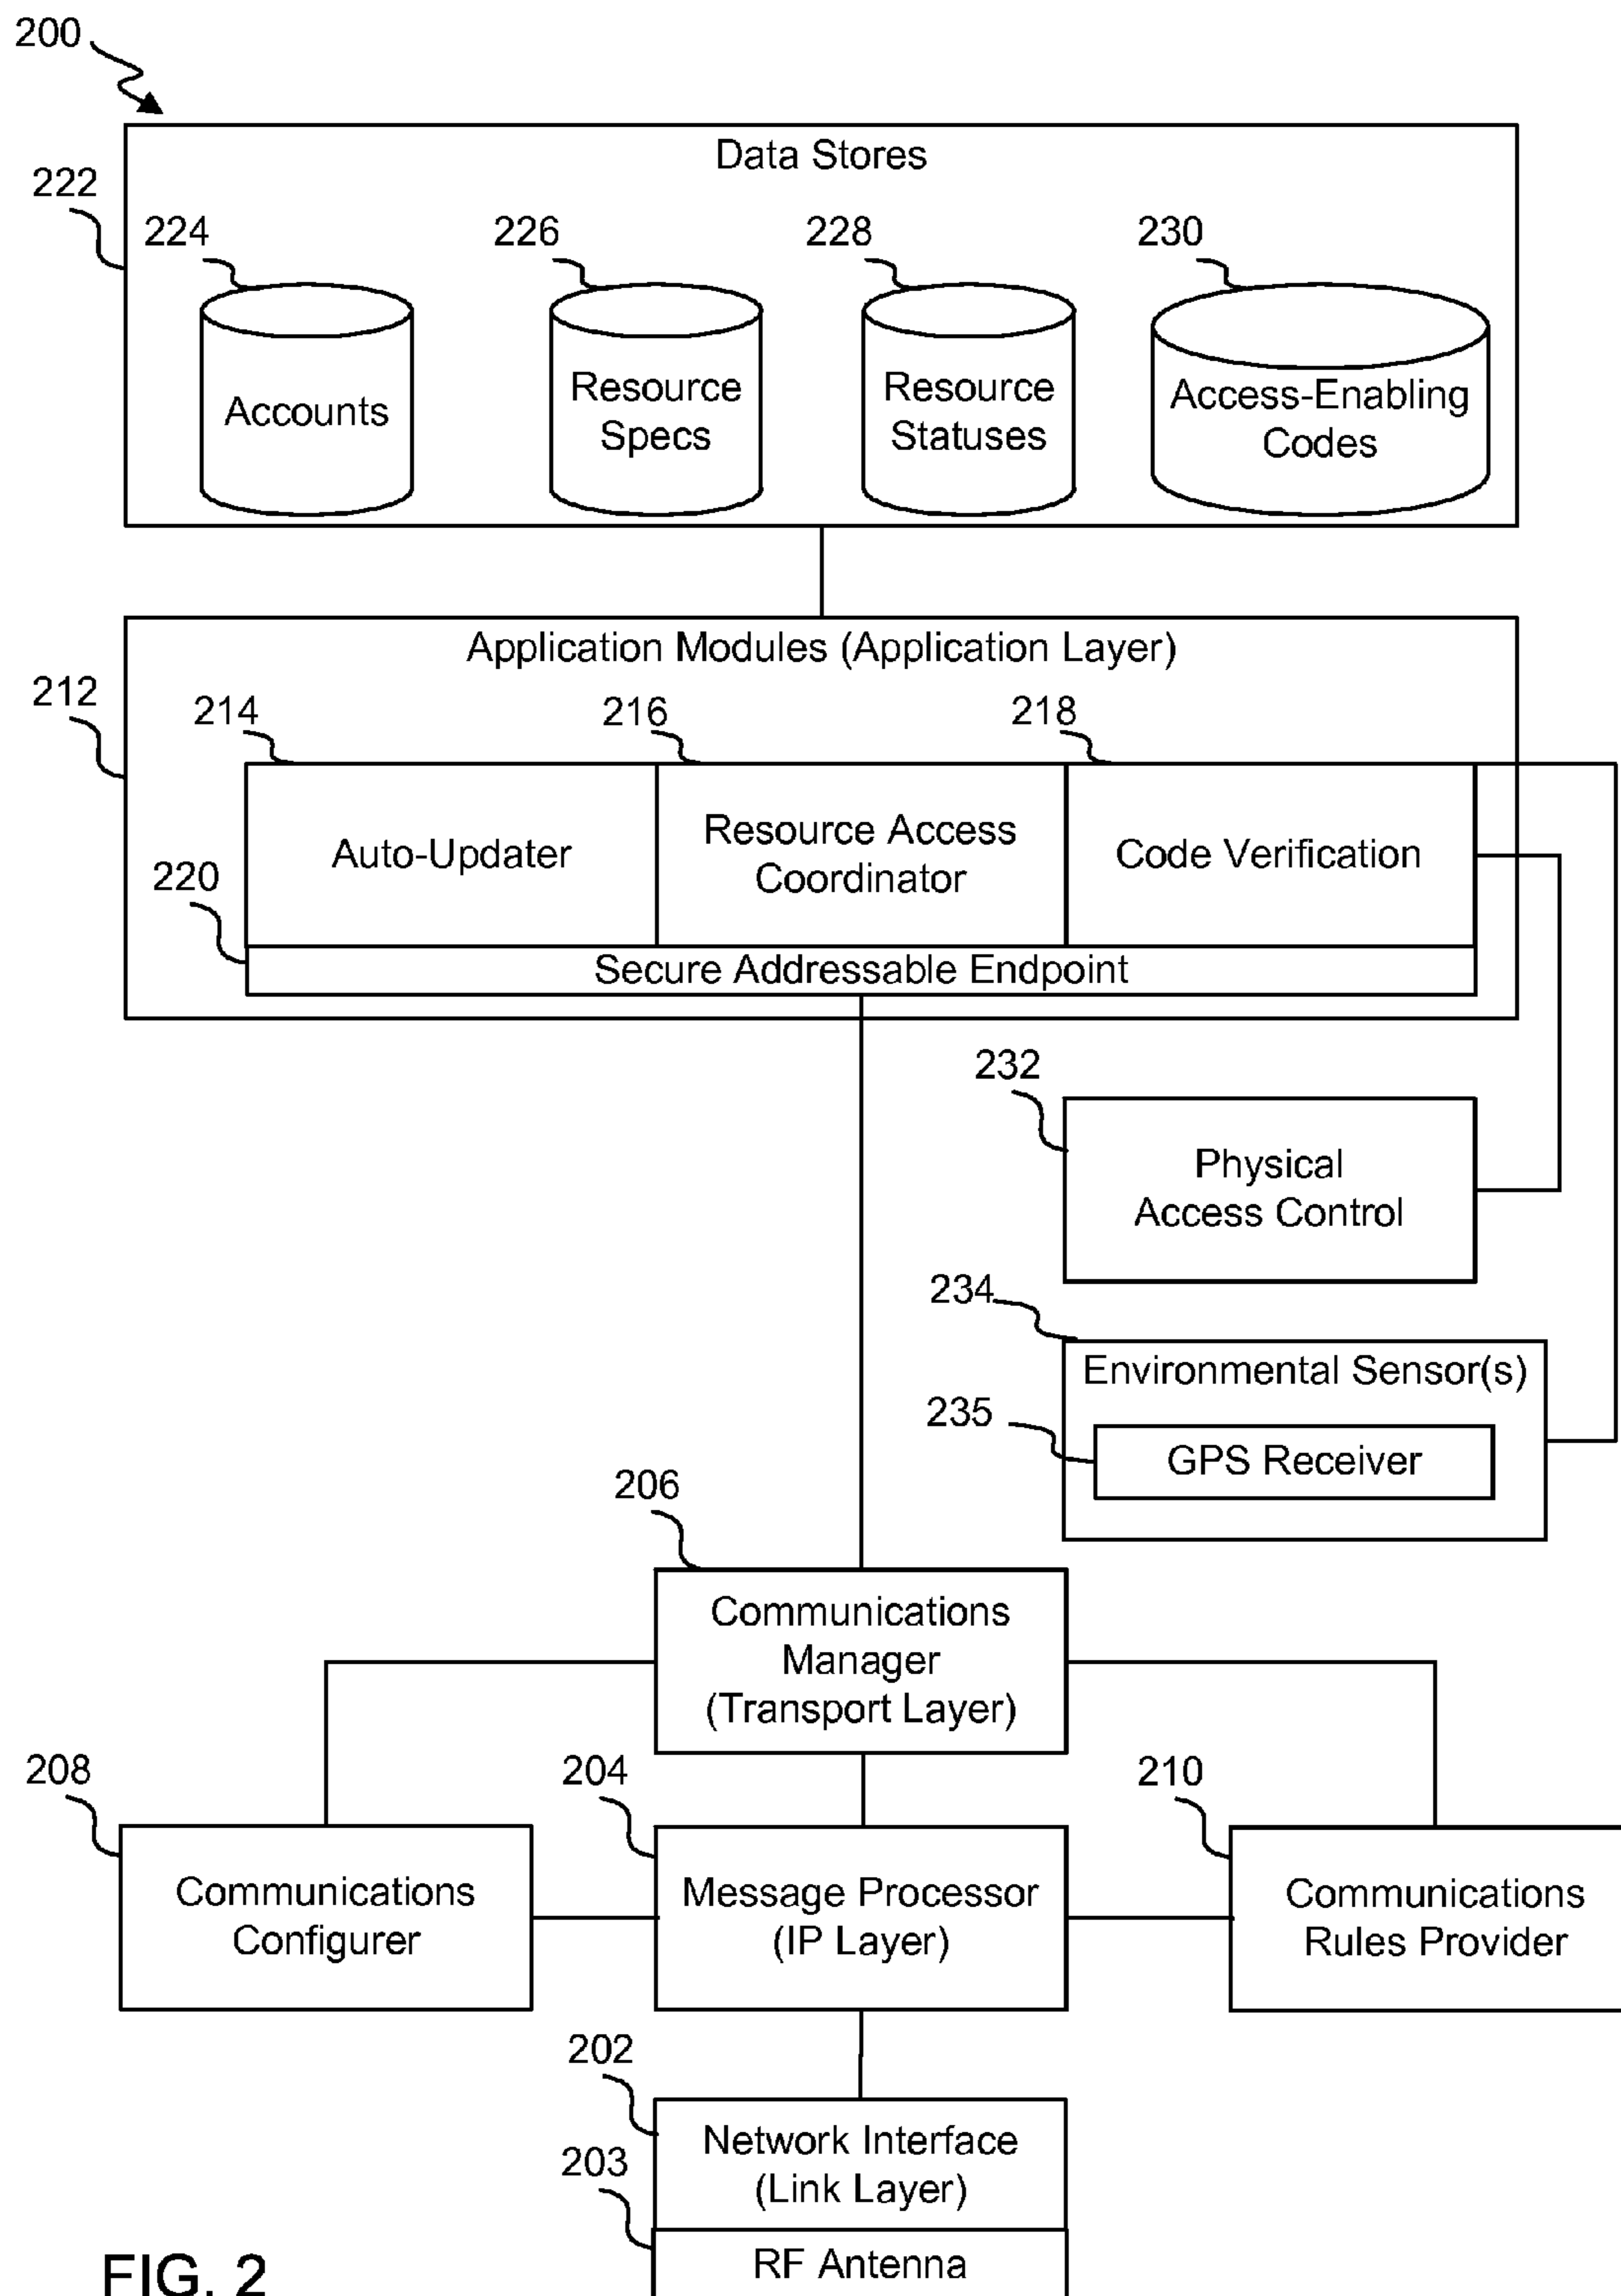 200
Data Stores
222
224
226
228
230
Accounts
Resource
Specs
Resource
Statuses
Access-Enabling
Codes
Application Modules (Application Layer)
212
214
216
218
Auto-Updater
Resource Access
Coordinator
Code Verification
220
Secure Addressable Endpoint
232
Physical
Access Control
234
Environmental Sensor(s)
235
GPS Receiver
206
Communications
Manager
(Transport Layer)
208
204
210
Communications
Configurer
Message Processor
(IP Layer)
Communications
Rules Provider
202
Network Interface
(Link Layer)
203
RF Antenna
FIG. 2